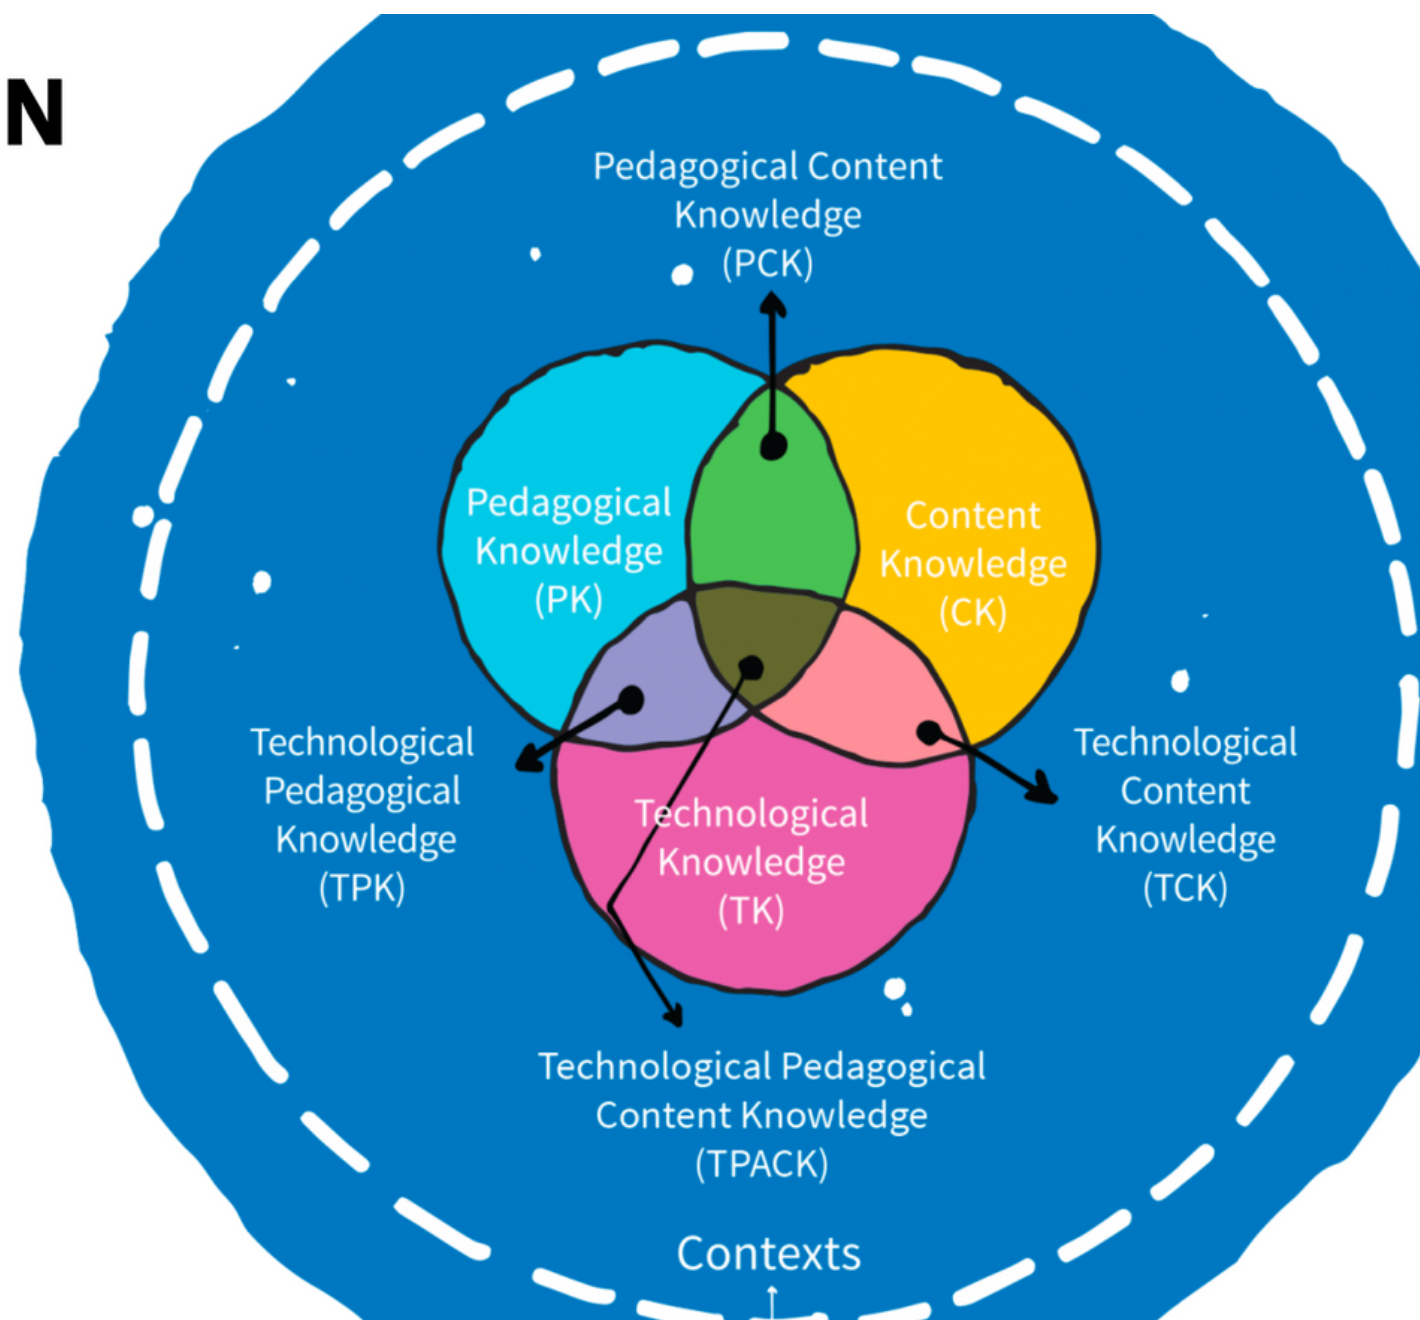 N
Pedagogical Content
Knowledge
(PCK)
Pedagogical
Knowledge
(PK)
Content
Knowledge
(CK)
Technological
Pedagogical
Knowledge
(TPK)
Technological
Knowledge
(TK)
Technological
Content
Knowledge
(TCK)
Technological Pedagogical
Content Knowledge
(TPACK)
Contexts